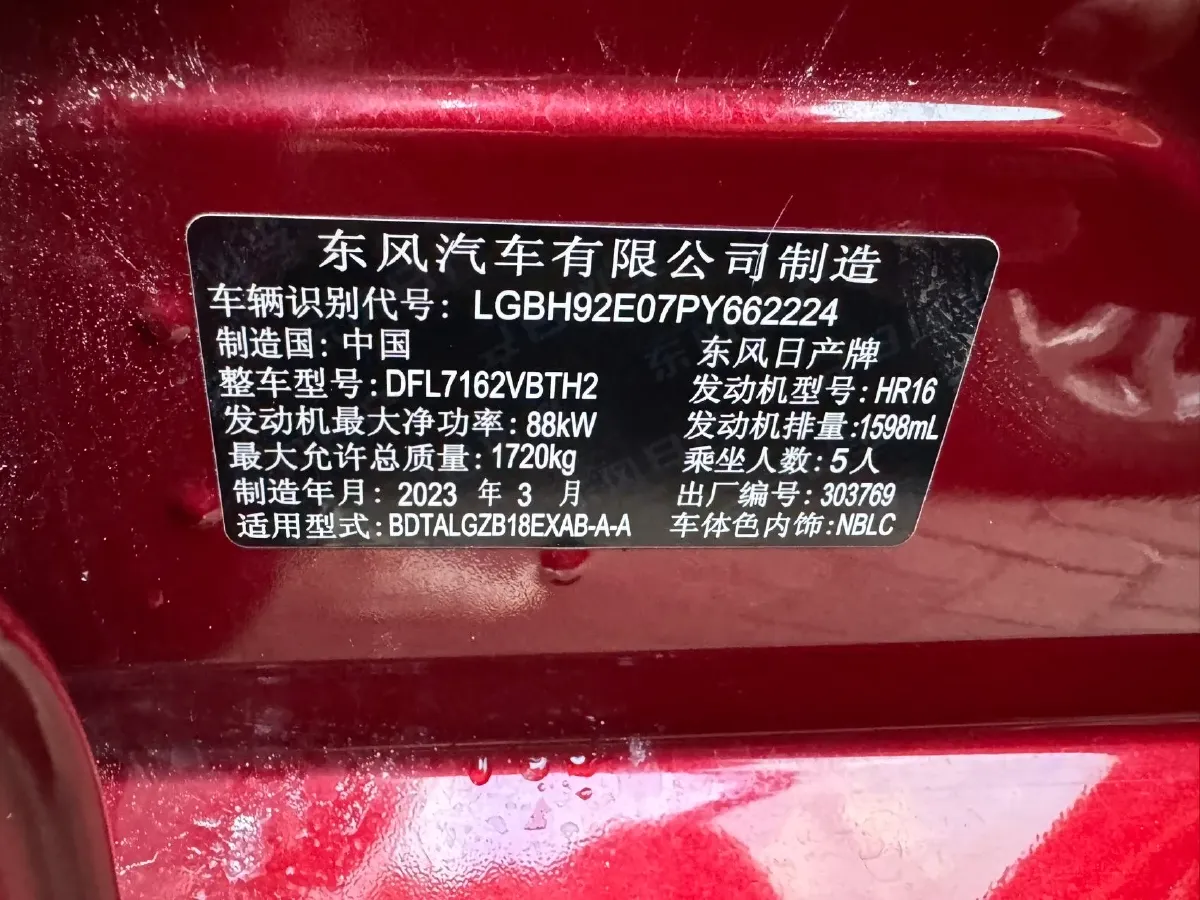 东风汽车有限公司制造
车辆识别代号: LGBH92E07PY662224
制造国: 中国 东风日产牌
整车型号: DFL7162VBTH2 发动机型号: HR16
发动机最大净功率: 88kW 发动机排量: 1598mL
最大允许总质量: 1720kg 乘坐人数: 5人
制造年月: 2023 年 3 月 出厂编号: 303769
适用型式: BDTALGZB18EXAB-A-A 车体色内饰: NBLC